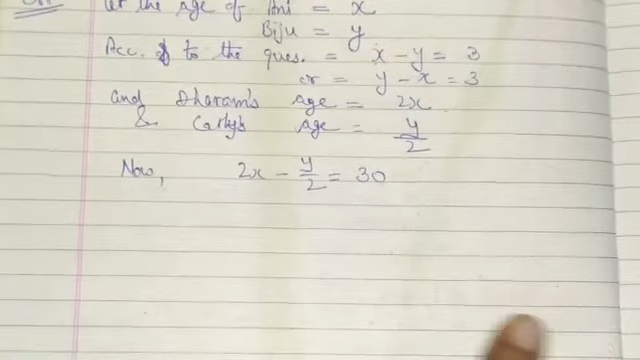 let the age of Ani = x
Biju = y
Acc. to the ques. = x - y = 3
or = y - x = 3
and Dharam's age = 2x
& Cathy's age = y/2
Now, 2x - y/2 = 30